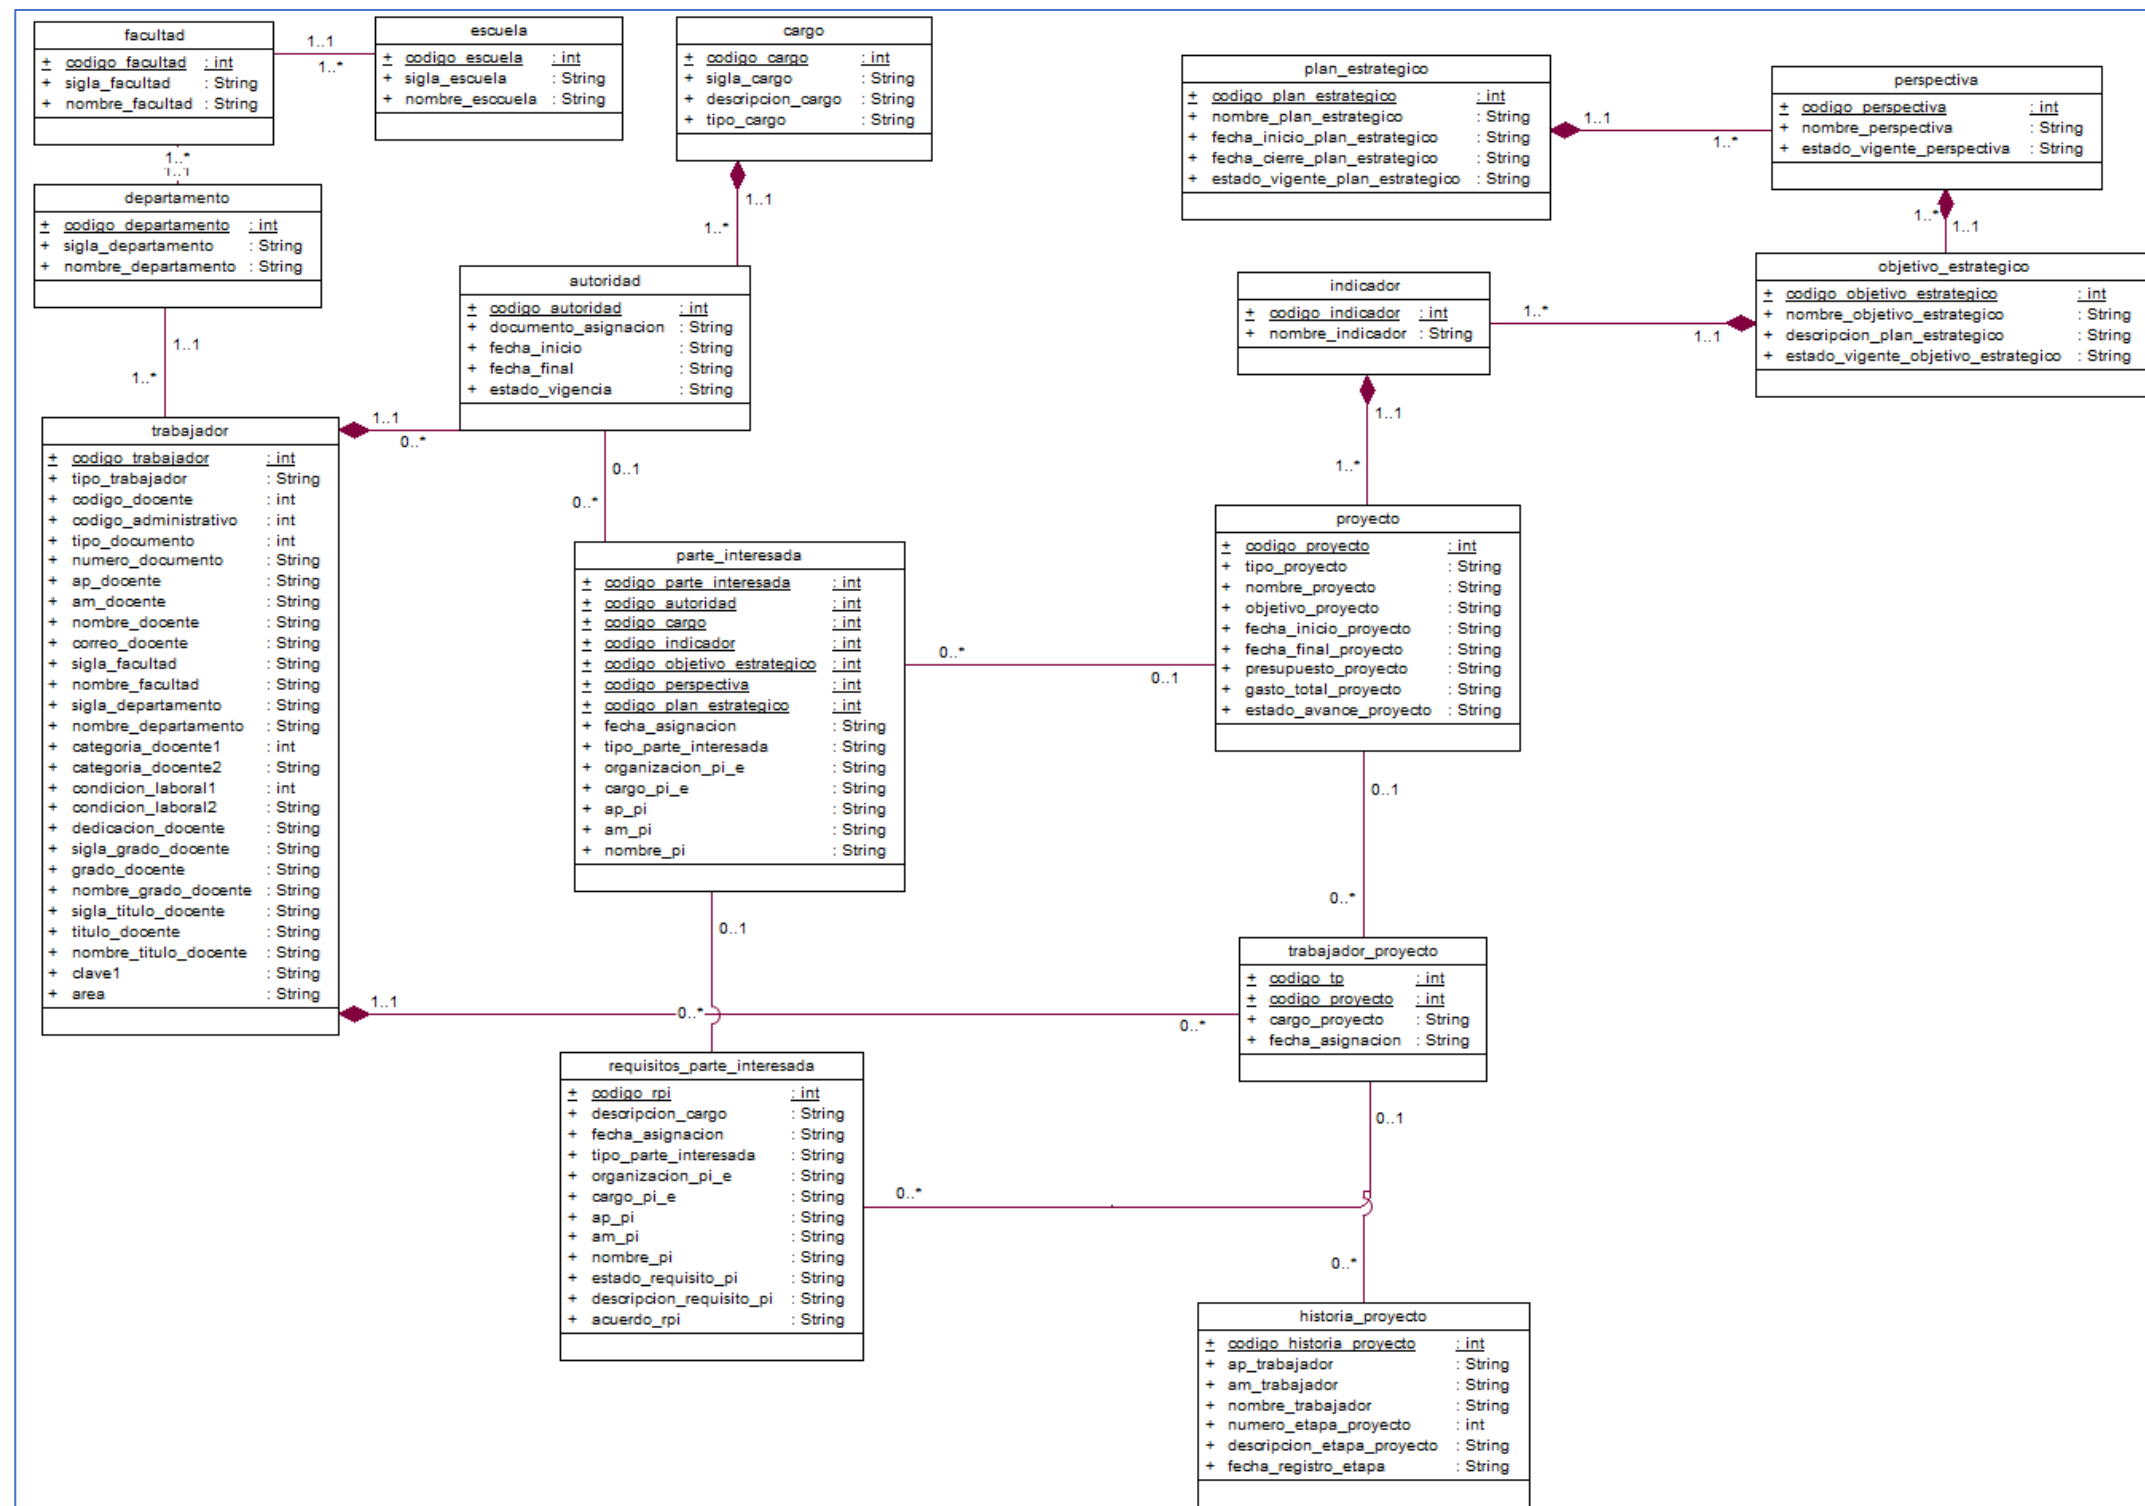 facultad
+ codigo_facultad : int
+ sigla_facultad : String
+ nombre_facultad : String
1..1
1..*
escuela
+ codigo_escuela : int
+ sigla_escuela : String
+ nombre_esccuela : String
cargo
+ codigo_cargo : int
+ sigla_cargo : String
+ descripcion_cargo : String
+ tipo_cargo : String
1..1
1..*
plan_estrategico
+ codigo_plan_estrategico : int
+ nombre_plan_estrategico : String
+ fecha_inicio_plan_estrategico : String
+ fecha_cierre_plan_estrategico : String
+ estado_vigente_plan_estrategico : String
1..1
1..*
perspectiva
+ codigo_perspectiva : int
+ nombre_perspectiva : String
+ estado_vigente_perspectiva : String
1..*
1..1
1..*
1..1
departamento
+ codigo_departamento : int
+ sigla_departamento : String
+ nombre_departamento : String
1..1
1..*
autoridad
+ codigo_autoridad : int
+ documento_asignacion : String
+ fecha_inicio : String
+ fecha_final : String
+ estado_vigencia : String
indicador
+ codigo_indicador : int
+ nombre_indicador : String
1..*
1..1
objetivo_estrategico
+ codigo_objetivo_estrategico : int
+ nombre_objetivo_estrategico : String
+ descripcion_plan_estrategico : String
+ estado_vigente_objetivo_estrategico : String
1..1
1..*
trabajador
+ codigo_trabajador : int
+ tipo_trabajador : String
+ codigo_docente : int
+ codigo_administrativo : int
+ tipo_documento : int
+ numero_documento : String
+ ap_docente : String
+ am_docente : String
+ nombre_docente : String
+ correo_docente : String
+ sigla_facultad : String
+ nombre_facultad : String
+ sigla_departamento : String
+ nombre_departamento : String
+ categoria_docente1 : int
+ categoria_docente2 : String
+ condicion_laboral1 : int
+ condicion_laboral2 : String
+ dedicacion_docente : String
+ sigla_grado_docente : String
+ grado_docente : String
+ nombre_grado_docente : String
+ sigla_titulo_docente : String
+ titulo_docente : String
+ nombre_titulo_docente : String
+ clave1 : String
+ area : String
1..1
0..*
0..1
0..*
parte_interesada
+ codigo_parte_interesada : int
+ codigo_autoridad : int
+ codigo_cargo : int
+ codigo_indicador : int
+ codigo_objetivo_estrategico : int
+ codigo_perspectiva : int
+ codigo_plan_estrategico : int
+ fecha_asignacion : String
+ tipo_parte_interesada : String
+ organizacion_pi_e : String
+ cargo_pi_e : String
+ ap_pi : String
+ am_pi : String
+ nombre_pi : String
0..*
0..1
proyecto
+ codigo_proyecto : int
+ tipo_proyecto : String
+ nombre_proyecto : String
+ objetivo_proyecto : String
+ fecha_inicio_proyecto : String
+ fecha_final_proyecto : String
+ presupuesto_proyecto : String
+ gasto_total_proyecto : String
+ estado_avance_proyecto : String
0..1
0..*
0..1
1..1
0..*
0..*
trabajador_proyecto
+ codigo_tp : int
+ codigo_proyecto : int
+ cargo_proyecto : String
+ fecha_asignacion : String
requisitos_parte_interesada
+ codigo_rpi : int
+ descripcion_cargo : String
+ fecha_asignacion : String
+ tipo_parte_interesada : String
+ organizacion_pi_e : String
+ cargo_pi_e : String
+ ap_pi : String
+ am_pi : String
+ nombre_pi : String
+ estado_requisito_pi : String
+ descripcion_requisito_pi : String
+ acuerdo_rpi : String
0..1
0..*
0..*
historia_proyecto
+ codigo_historia_proyecto : int
+ ap_trabajador : String
+ am_trabajador : String
+ nombre_trabajador : String
+ numero_etapa_proyecto : int
+ descripcion_etapa_proyecto : String
+ fecha_registro_etapa : String